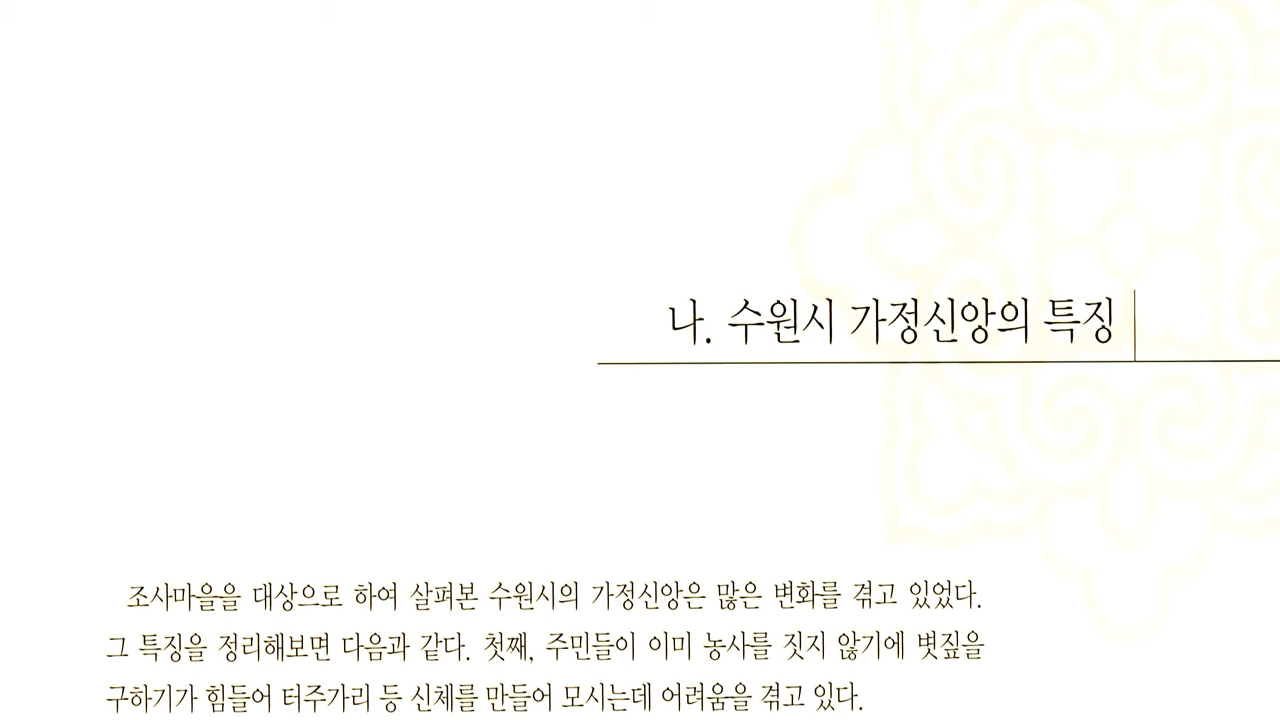 나. 수원시 가정신앙의 특징
조사마을을 대상으로 하여 살펴본 수원시의 가정신앙은 많은 변화를 겪고 있었다.
그 특징을 정리해보면 다음과 같다. 첫째, 주민들이 이미 농사를 짓지 않기에 볏짚을
구하기가 힘들어 터주가리 등 신체를 만들어 모시는데 어려움을 겪고 있다.